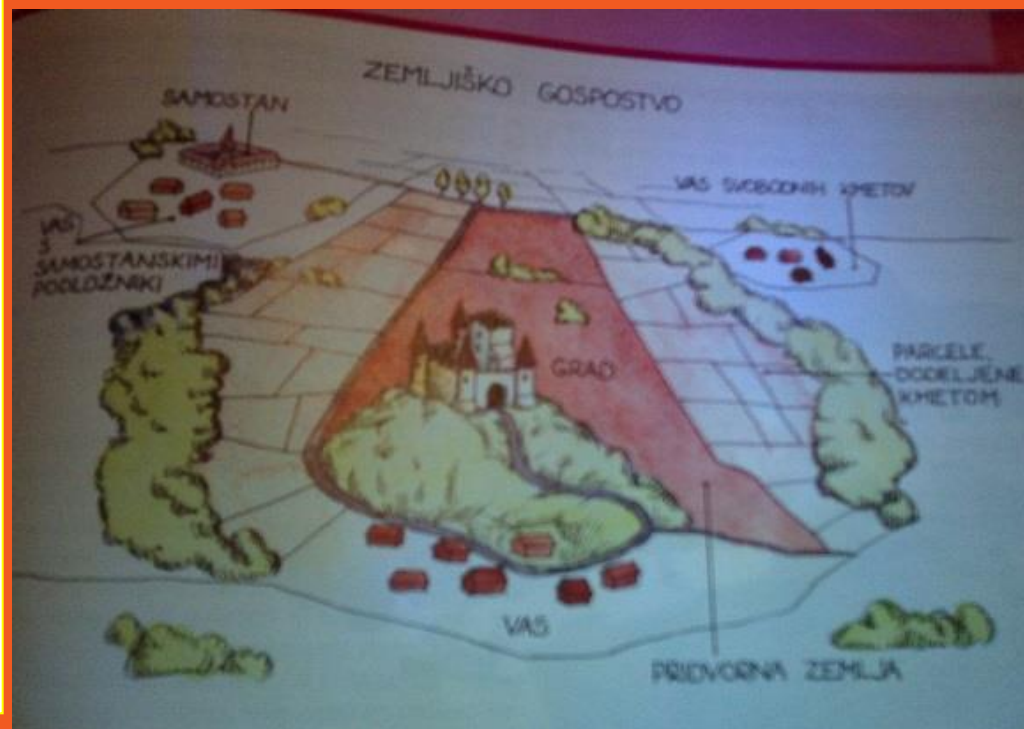 ZEMLJIŠKO GOSPOSTVO
SAMOSTAN
VAS SVOBODNIH KMETOV
VAS
S
SAMOSTANSKIMI
PODLOŽNIKI
GRAD
PARCELE,
DODELJENE
KMETOM
VAS
PRIDVORNA ZEMLJA